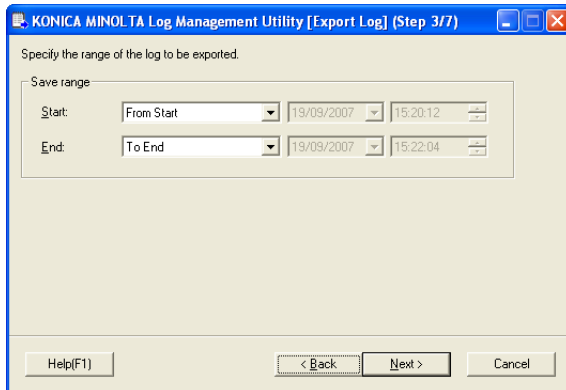 KONICA MINOLTA Log Management Utility [Export Log] (Step 3/7)
Specify the range of the log to be exported.
Save range
Start: From Start 19/09/2007 15:20:12
End: To End 19/09/2007 15:22:04
Help(F1) < Back Next > Cancel